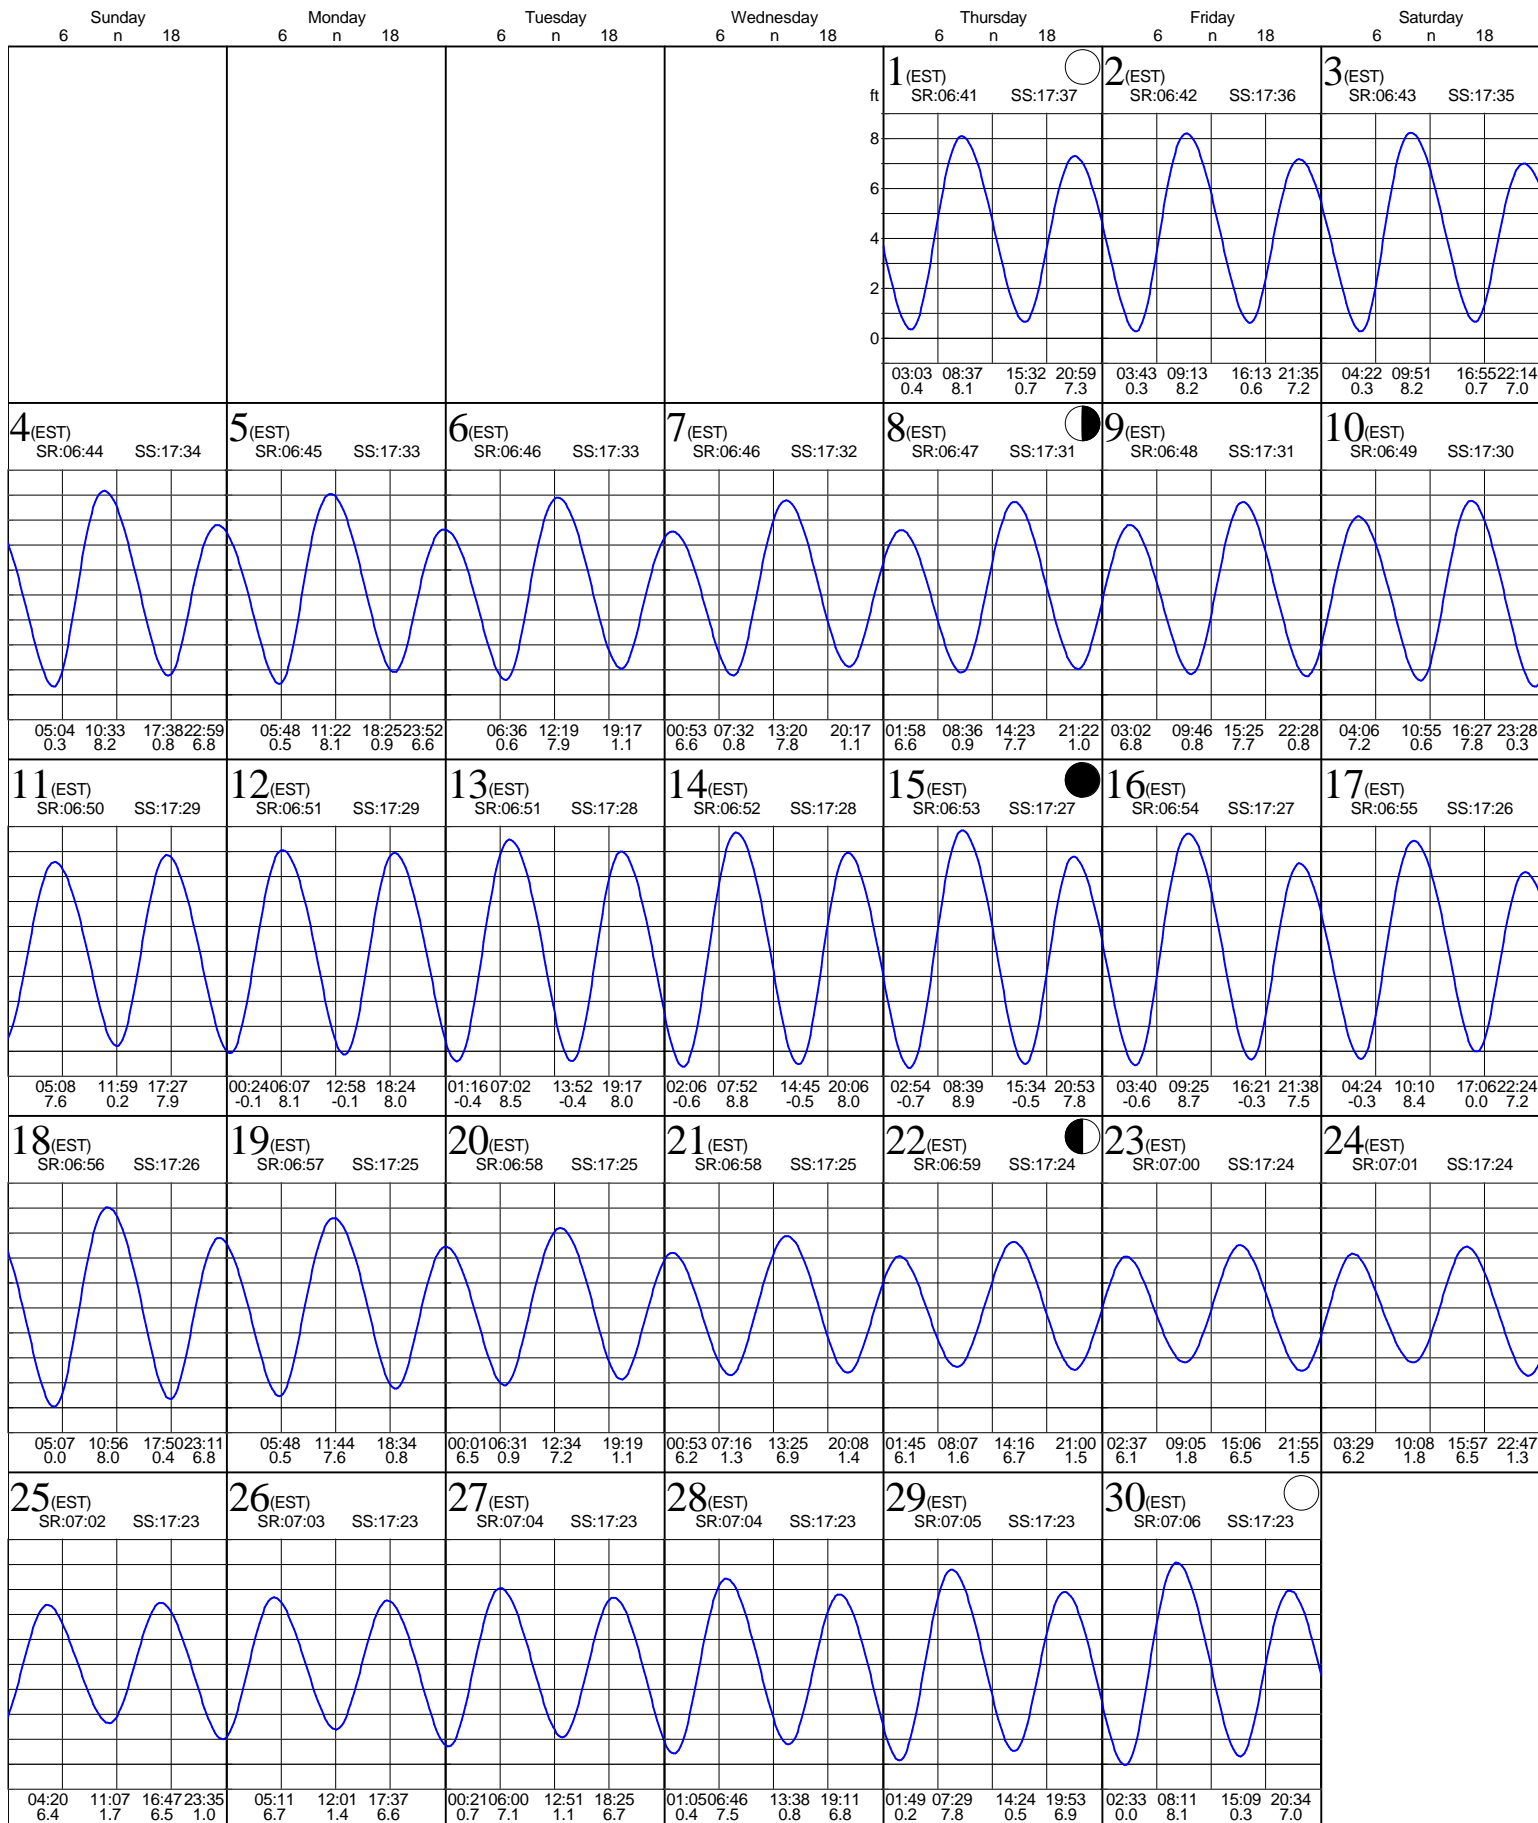 Sunday Monday Tuesday Wednesday Thursday Friday Saturday
6 n 18 6 n 18 6 n 18 6 n 18 6 n 18 6 n 18 6 n 18
1(EST) 2(EST) 3(EST)
ft SR:06:41 SS:17:37 SR:06:42 SS:17:36 SR:06:43 SS:17:35
8
6
4
2
0
03:03 08:37 15:32 20:59 03:43 09:13 16:13 21:35 04:22 09:51 16:55 22:14
0.4 8.1 0.7 7.3 0.3 8.2 0.6 7.2 0.3 8.2 0.7 7.0
4(EST) 5(EST) 6(EST) 7(EST) 8(EST) 9(EST) 10(EST)
SR:06:44 SS:17:34 SR:06:45 SS:17:33 SR:06:46 SS:17:33 SR:06:46 SS:17:32 SR:06:47 SS:17:31 SR:06:48 SS:17:31 SR:06:49 SS:17:30
05:04 10:33 17:38 22:59 05:48 11:22 18:25 23:52 06:36 12:19 19:17 00:53 07:32 13:20 20:17 01:58 08:36 14:23 21:22 03:02 09:46 15:25 22:28 04:06 10:55 16:27 23:28
0.3 8.2 0.8 6.8 0.5 8.1 0.9 6.6 0.6 7.9 1.1 6.6 0.8 7.8 1.1 6.6 0.9 7.7 1.0 6.8 0.8 7.7 0.8 7.2 0.6 7.8 0.3
11(EST) 12(EST) 13(EST) 14(EST) 15(EST) 16(EST) 17(EST)
SR:06:50 SS:17:29 SR:06:51 SS:17:29 SR:06:51 SS:17:28 SR:06:52 SS:17:28 SR:06:53 SS:17:27 SR:06:54 SS:17:27 SR:06:55 SS:17:26
05:08 11:59 17:27 00:24 06:07 12:58 18:24 01:16 07:02 13:52 19:17 02:06 07:52 14:45 20:06 02:54 08:39 15:34 20:53 03:40 09:25 16:21 21:38 04:24 10:10 17:06 22:24
7.6 0.2 7.9 -0.1 8.1 -0.1 8.0 -0.4 8.5 -0.4 8.0 -0.6 8.8 -0.5 8.0 -0.7 8.9 -0.5 7.8 -0.6 8.7 -0.3 7.5 -0.3 8.4 0.0 7.2
18(EST) 19(EST) 20(EST) 21(EST) 22(EST) 23(EST) 24(EST)
SR:06:56 SS:17:26 SR:06:57 SS:17:25 SR:06:58 SS:17:25 SR:06:58 SS:17:25 SR:06:59 SS:17:24 SR:07:00 SS:17:24 SR:07:01 SS:17:24
05:07 10:56 17:50 23:11 05:48 11:44 18:34 00:01 06:31 12:34 19:19 00:53 07:16 13:25 20:08 01:45 08:07 14:16 21:00 02:37 09:05 15:06 21:55 03:29 10:08 15:57 22:47
0.0 8.0 0.4 6.8 0.5 7.6 0.8 6.5 0.9 7.2 1.1 6.2 1.3 6.9 1.4 6.1 1.6 6.7 1.5 6.1 1.8 6.5 1.5 6.2 1.8 6.5 1.3
25(EST) 26(EST) 27(EST) 28(EST) 29(EST) 30(EST)
SR:07:02 SS:17:23 SR:07:03 SS:17:23 SR:07:04 SS:17:23 SR:07:04 SS:17:23 SR:07:05 SS:17:23 SR:07:06 SS:17:23
04:20 11:07 16:47 23:35 05:11 12:01 17:37 00:21 06:00 12:51 18:25 01:05 06:46 13:38 19:11 01:49 07:29 14:24 19:53 02:33 08:11 15:09 20:34
6.4 1.7 6.5 1.0 6.7 1.4 6.6 0.7 7.1 1.1 6.7 0.4 7.5 0.8 6.8 0.2 7.8 0.5 6.9 0.0 8.1 0.3 7.0